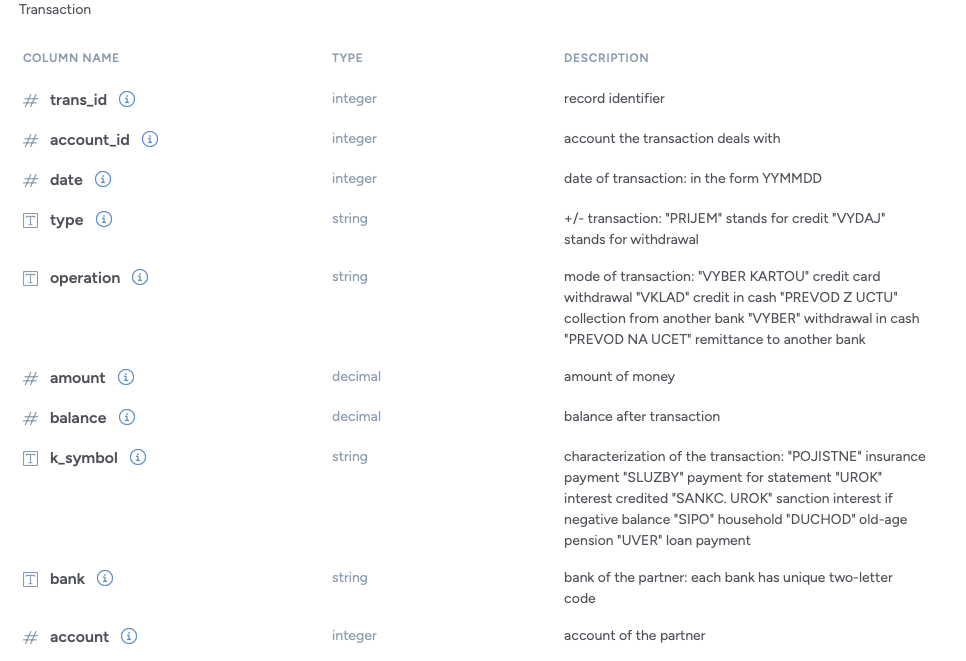 Transaction
COLUMN NAME TYPE DESCRIPTION
# trans_id integer record identifier
# account_id integer account the transaction deals with
# date integer date of transaction: in the form YYMMDD
T type string +/- transaction: "PRIJEM" stands for credit "VYDAJ"
stands for withdrawal
T operation string mode of transaction: "VYBER KARTOU" credit card
withdrawal "VKLAD" credit in cash "PREVOD Z UCTU"
collection from another bank "VYBER" withdrawal in cash
"PREVOD NA UCET" remittance to another bank
# amount decimal amount of money
# balance decimal balance after transaction
T k_symbol string characterization of the transaction: "POJISTNE" insurance
payment "SLUZBY" payment for statement "UROK"
interest credited "SANKC. UROK" sanction interest if
negative balance "SIPO" household "DUCHOD" old-age
pension "UVER" loan payment
T bank string bank of the partner: each bank has unique two-letter
code
# account integer account of the partner